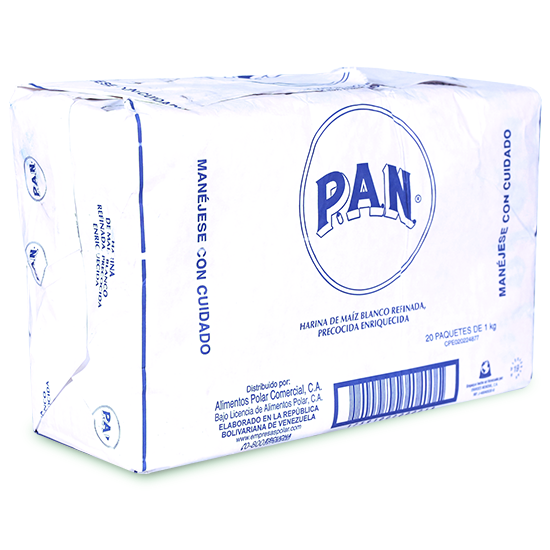 P.A.N.
P.A.N.
P.A.N.
MANÉJESE CON CUIDADO
P.A.N.®
MANÉJESE CON CUIDADO
HARINA DE MAÍZ BLANCO REFINADA,
PRECOCIDA ENRIQUECIDA
20 PAQUETES DE 1 kg
Distribuido por:
Alimentos Polar Comercial, C.A.
Bajo Licencia de Alimentos Polar, C.A.
ELABORADO EN LA REPÚBLICA
BOLIVARIANA DE VENEZUELA
www.empresaspolar.com